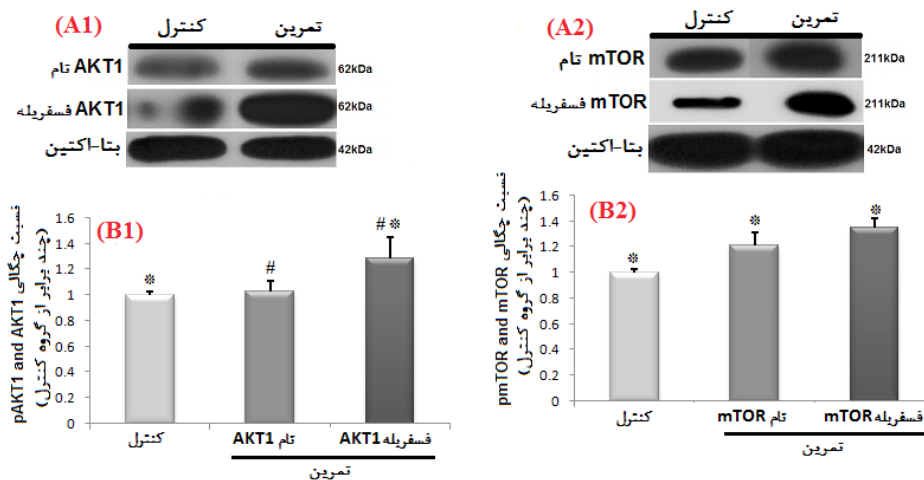 (A1)
کنترل
تمرین
AKT1 تام
62kDa
AKT1 فسفریله
62kDa
بتا-اکتین
42kDa
(A2)
کنترل
تمرین
mTOR تام
211kDa
mTOR فسفریله
211kDa
بتا-اکتین
42kDa
(B1)
pAKT1 and AKT1 نسبت چگالی
(چند برابر از گروه کنترل)
1.6
1.4
1.2
1
0.8
0.6
0.4
0.2
0
※
#
# ※
کنترل
AKT1 تام
AKT1 فسفریله
تمرین
(B2)
pmTOR and mTOR نسبت چگالی
(چند برابر از گروه کنترل)
1.6
1.4
1.2
1
0.8
0.6
0.4
0.2
0
※
※
※
کنترل
mTOR تام
mTOR فسفریله
تمرین